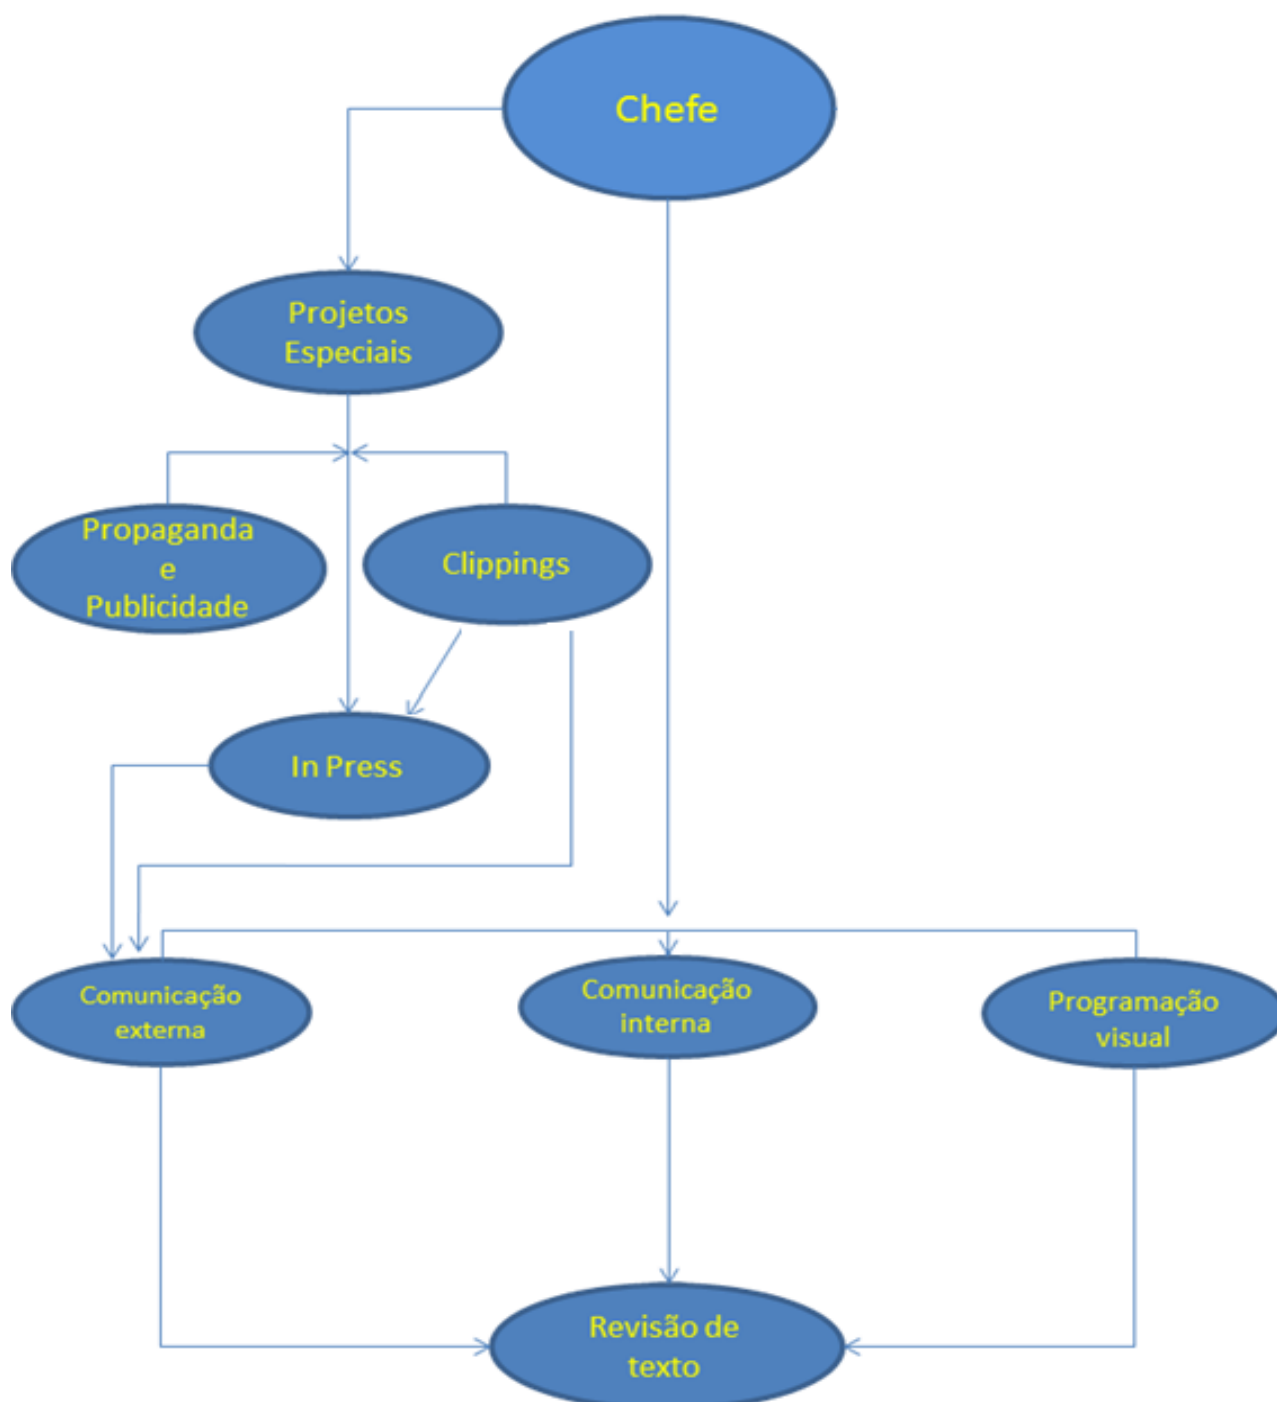 Chefe
Projetos
Especiais
Propaganda
e
Publicidade
Clippings
In Press
Comunicação
externa
Comunicação
interna
Programação
visual
Revisão de
texto